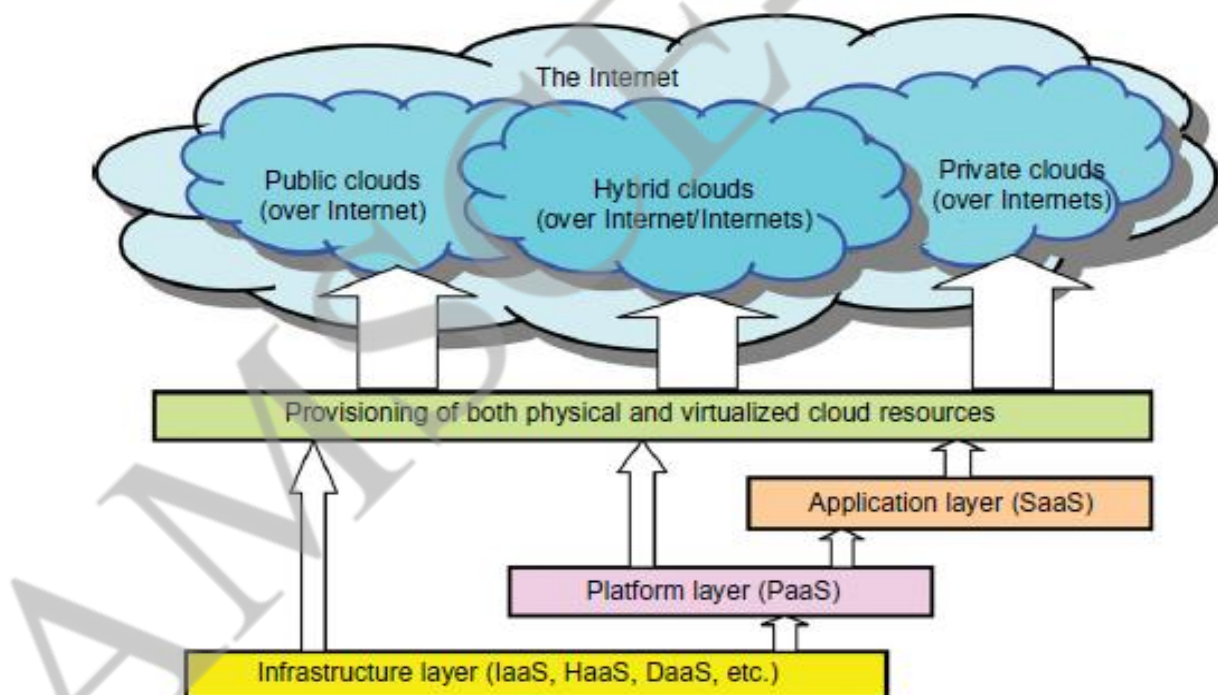 The Internet
Public clouds
(over Internet)
Hybrid clouds
(over Internet/Internets)
Private clouds
(over Internets)
Provisioning of both physical and virtualized cloud resources
Application layer (SaaS)
Platform layer (PaaS)
Infrastructure layer (IaaS, HaaS, DaaS, etc.)
AMSCE